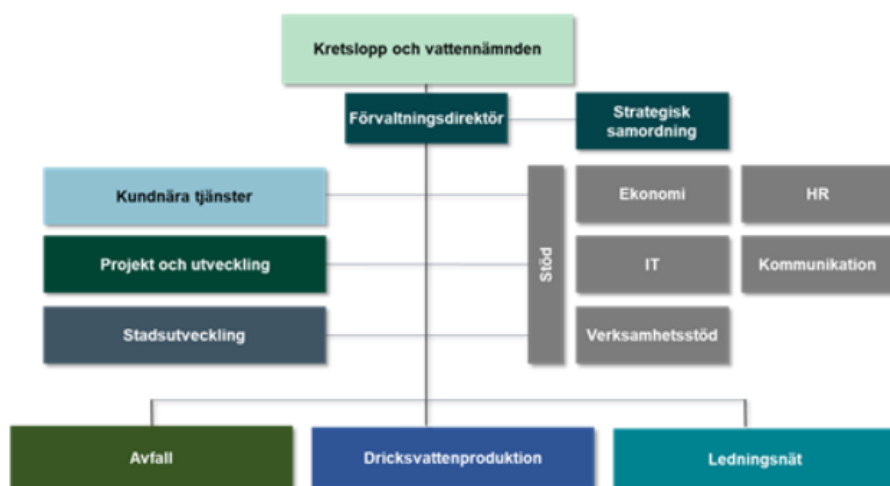 Kretslopp och vattennämnden
Förvaltningsdirektör
Strategisk
samordning
Kundnära tjänster
Projekt och utveckling
Stadsutveckling
Stöd
Ekonomi
HR
IT
Kommunikation
Verksamhetsstöd
Avfall
Dricksvattenproduktion
Ledningsnät